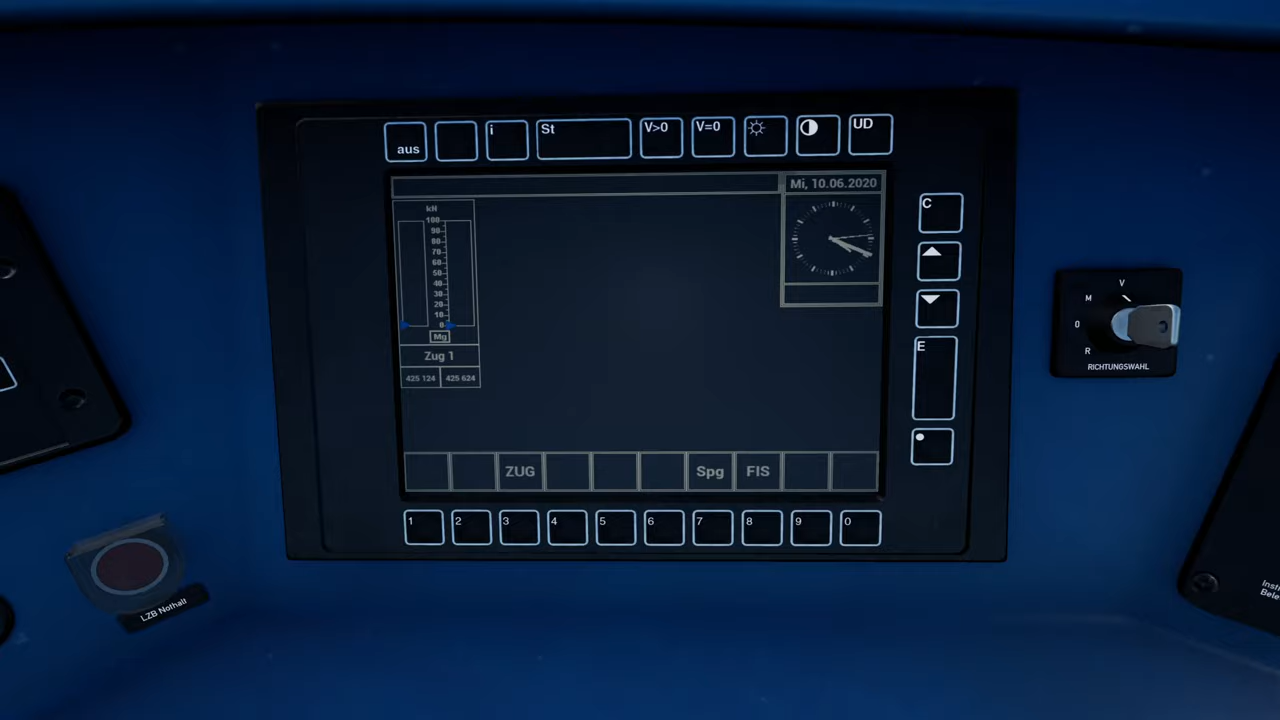 aus
i
St
V>0
V=0
UD
Mi, 10.06.2020
kN
100
90
80
70
60
50
40
30
20
10
0
Mg
Zug 1
425 124 425 624
ZUG Spg FIS
1 2 3 4 5 6 7 8 9 0
C
E
V
M
0
R
RICHTUNGSWAHL
LZB Nothalt